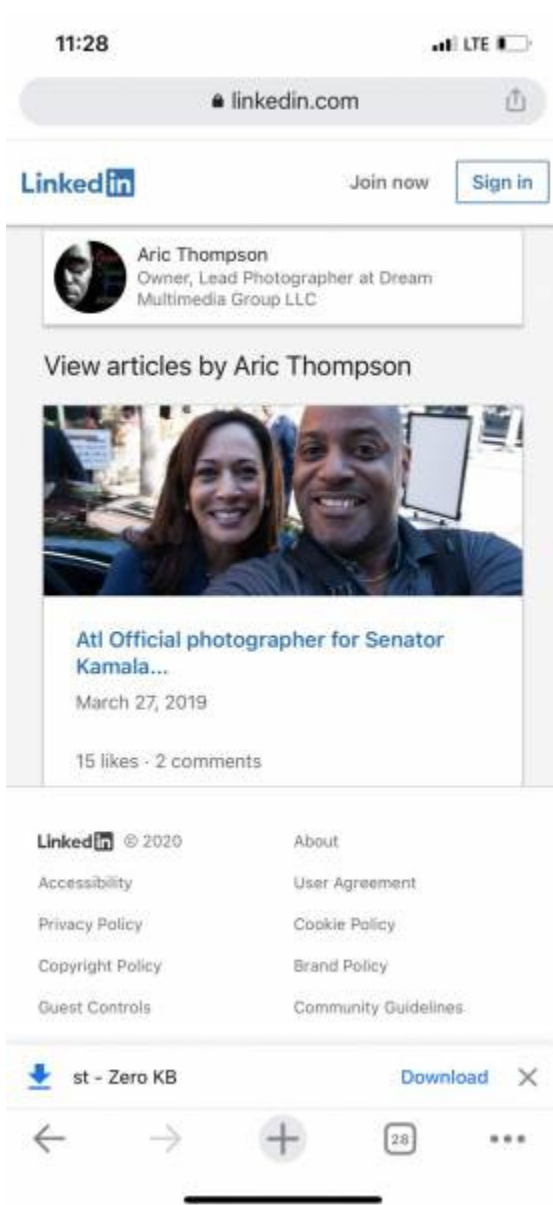 11:28
LTE
linkedin.com
Linked in
Join now
Sign in
Aric Thompson
Owner, Lead Photographer at Dream
Multimedia Group LLC
View articles by Aric Thompson
Atl Official photographer for Senator
Kamala...
March 27, 2019
15 likes · 2 comments
Linked in © 2020
About
Accessibility
User Agreement
Privacy Policy
Cookie Policy
Copyright Policy
Brand Policy
Guest Controls
Community Guidelines
st - Zero KB
Download
28